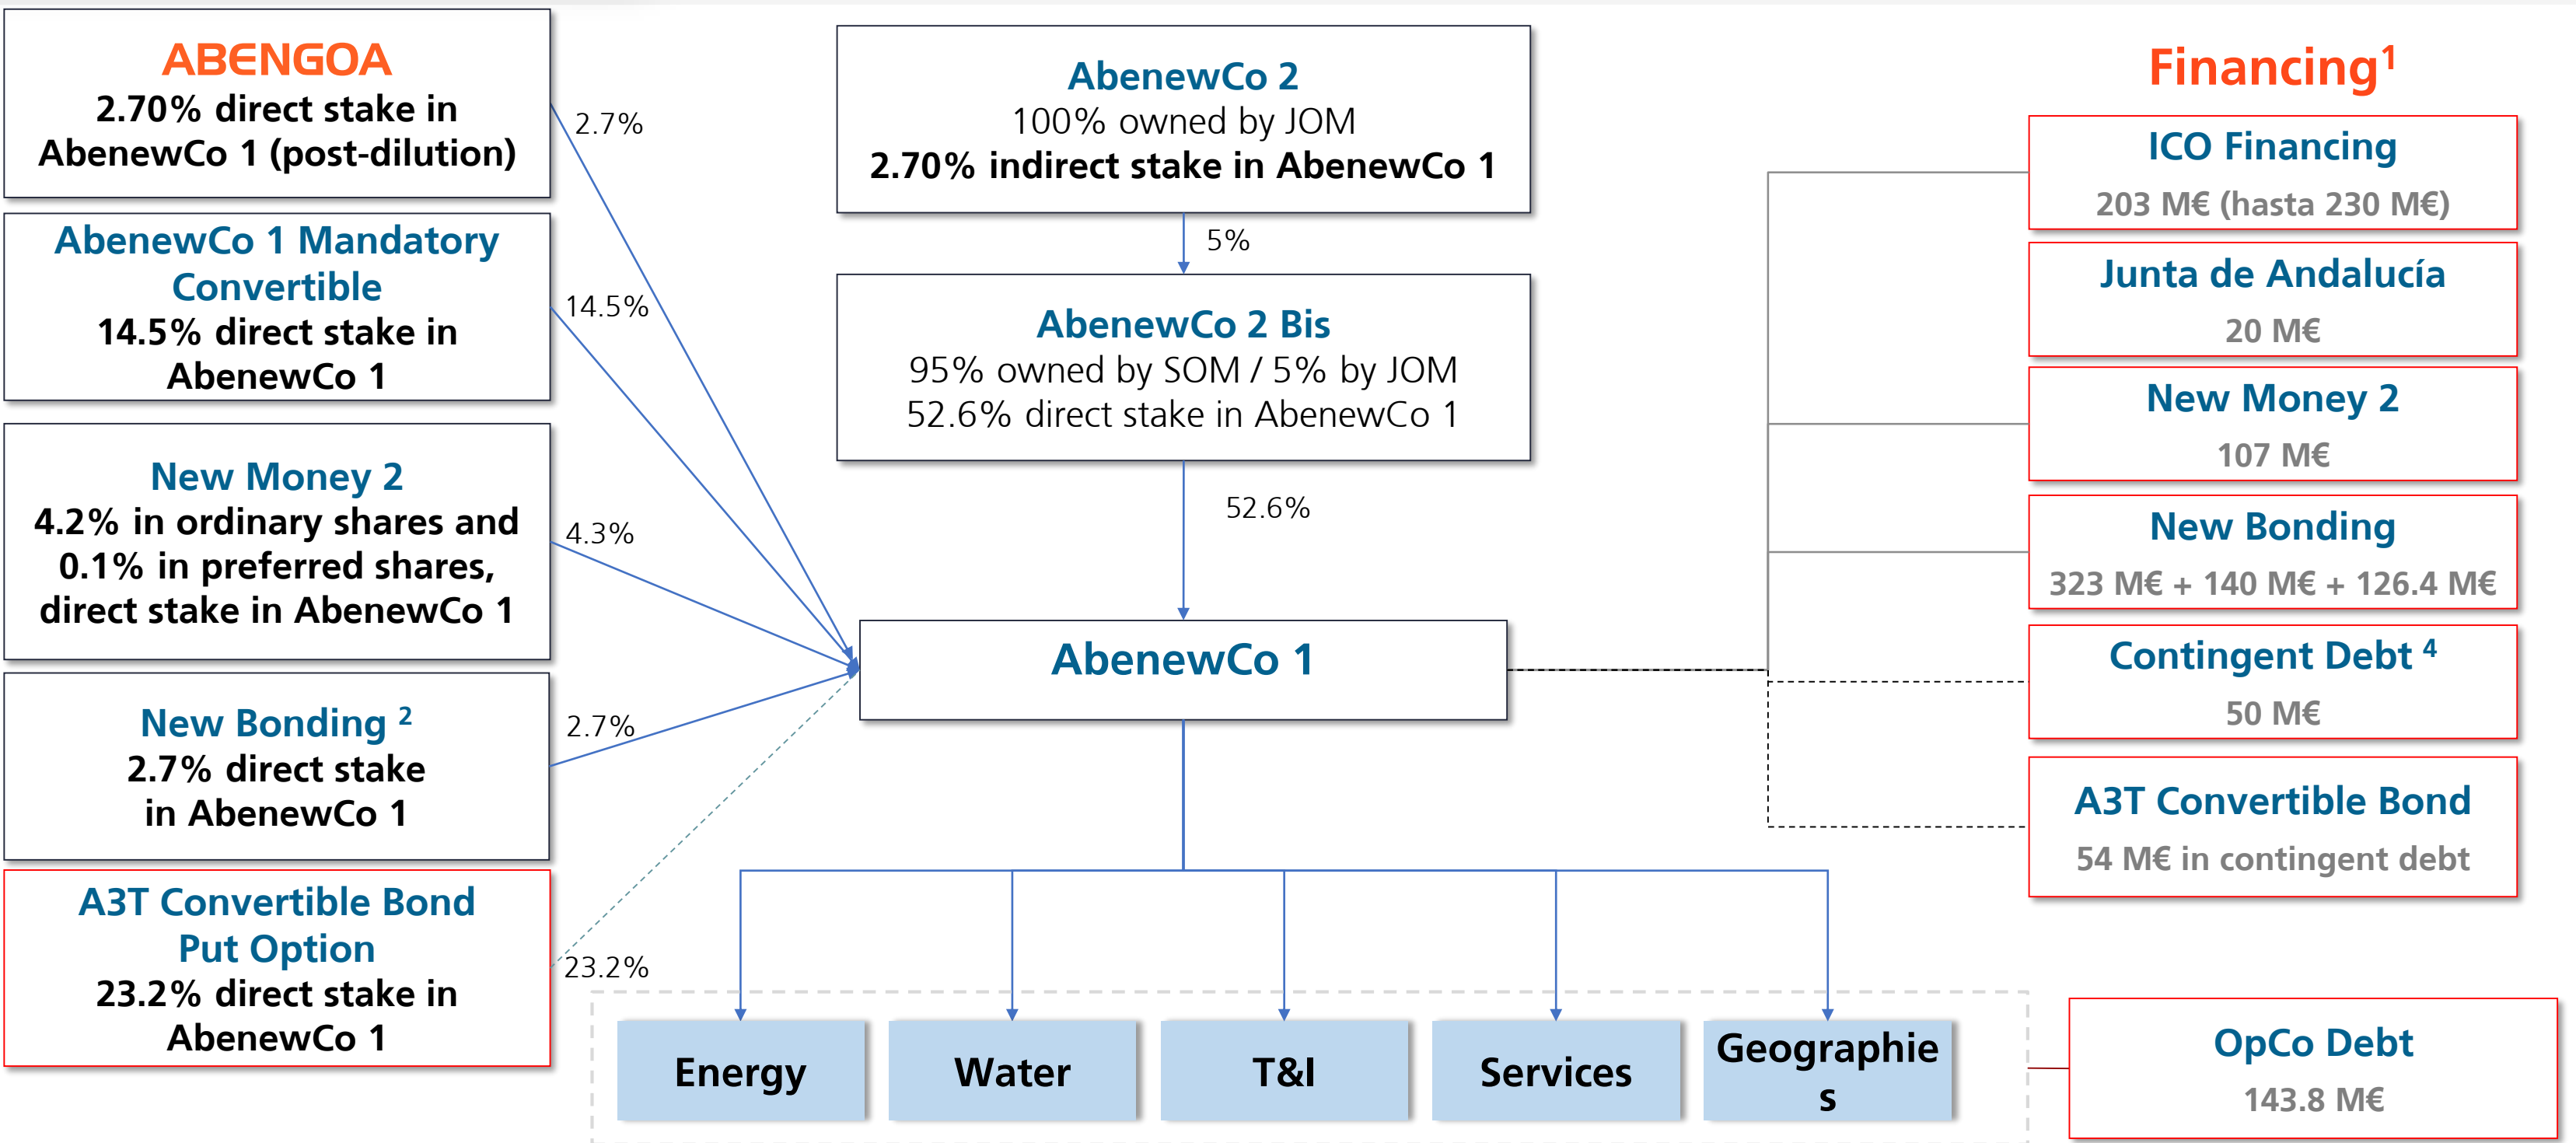 ABENGOA
2.70% direct stake in
AbenewCo 1 (post-dilution)
2.7%
AbenewCo 1 Mandatory
Convertible
14.5% direct stake in
AbenewCo 1
14.5%
New Money 2
4.2% in ordinary shares and
0.1% in preferred shares,
direct stake in AbenewCo 1
4.3%
New Bonding 2
2.7% direct stake
in AbenewCo 1
2.7%
A3T Convertible Bond
Put Option
23.2% direct stake in
AbenewCo 1
23.2%
AbenewCo 2
100% owned by JOM
2.70% indirect stake in AbenewCo 1
5%
AbenewCo 2 Bis
95% owned by SOM / 5% by JOM
52.6% direct stake in AbenewCo 1
52.6%
AbenewCo 1
Energy
Water
T&I
Services
Geographie
s
Financing1
ICO Financing
203 M€ (hasta 230 M€)
Junta de Andalucía
20 M€
New Money 2
107 M€
New Bonding
323 M€ + 140 M€ + 126.4 M€
Contingent Debt 4
50 M€
A3T Convertible Bond
54 M€ in contingent debt
OpCo Debt
143.8 M€